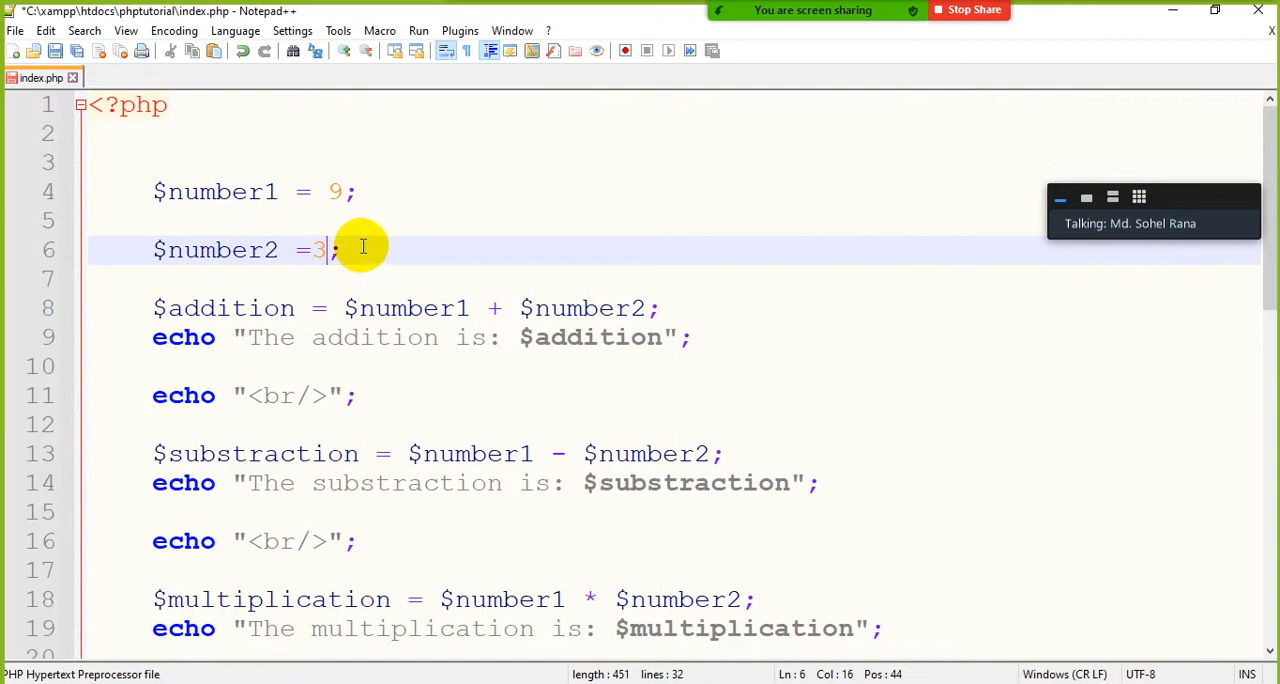 *C:\xampp\htdocs\phptutorial\index.php - Notepad++
You are screen sharing
Stop Share
File Edit Search View Encoding Language Settings Tools Macro Run Plugins Window ? X
index.php
1 <?php
2
3
4 $number1 = 9;
5
6 $number2 =3;
7
8 $addition = $number1 + $number2;
9 echo "The addition is: $addition";
10
11 echo "<br/>";
12
13 $substraction = $number1 - $number2;
14 echo "The substraction is: $substraction";
15
16 echo "<br/>";
17
18 $multiplication = $number1 * $number2;
19 echo "The multiplication is: $multiplication";
20
Talking: Md. Sohel Rana
PHP Hypertext Preprocessor file length : 451 lines : 32 Ln : 6 Col : 16 Pos : 44 Windows (CR LF) UTF-8 INS